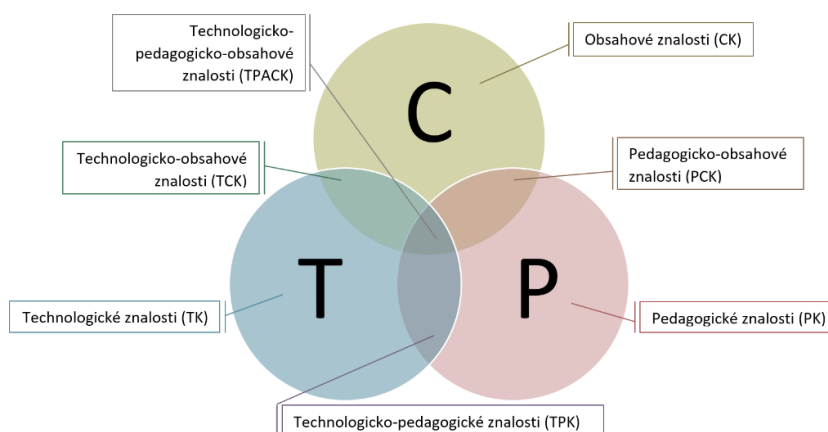 Technologicko-
pedagogicko-obsahové
znalosti (TPACK)
Obsahové znalosti (CK)
C
Technologicko-obsahové
znalosti (TCK)
Pedagogicko-obsahové
znalosti (PCK)
T
P
Technologické znalosti (TK)
Pedagogické znalosti (PK)
Technologicko-pedagogické znalosti (TPK)